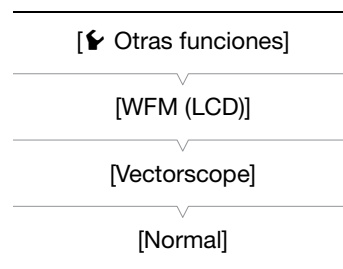 [Otras funciones]
[WFM (LCD)]
[Vectorscope]
[Normal]